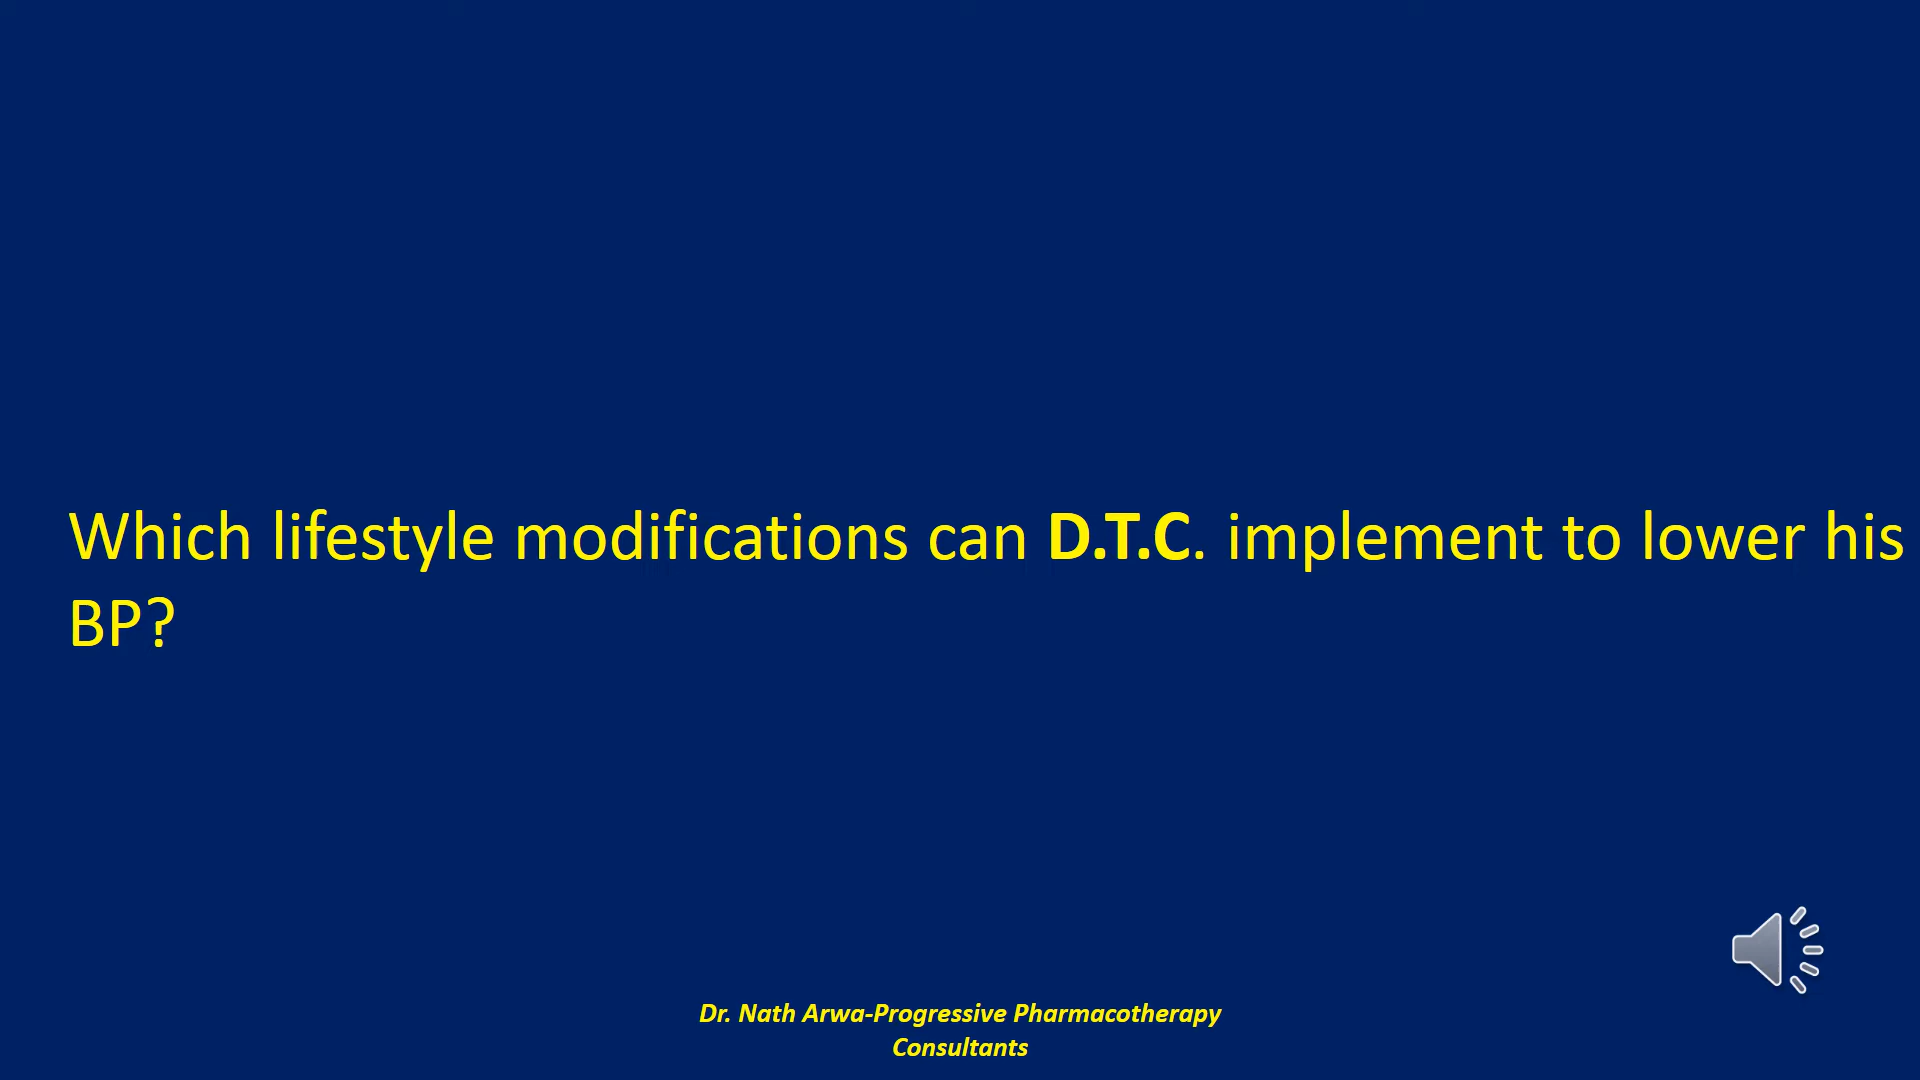 Which lifestyle modifications can D.T.C. implement to lower his
BP?
Dr. Nath Arwa-Progressive Pharmacotherapy
Consultants